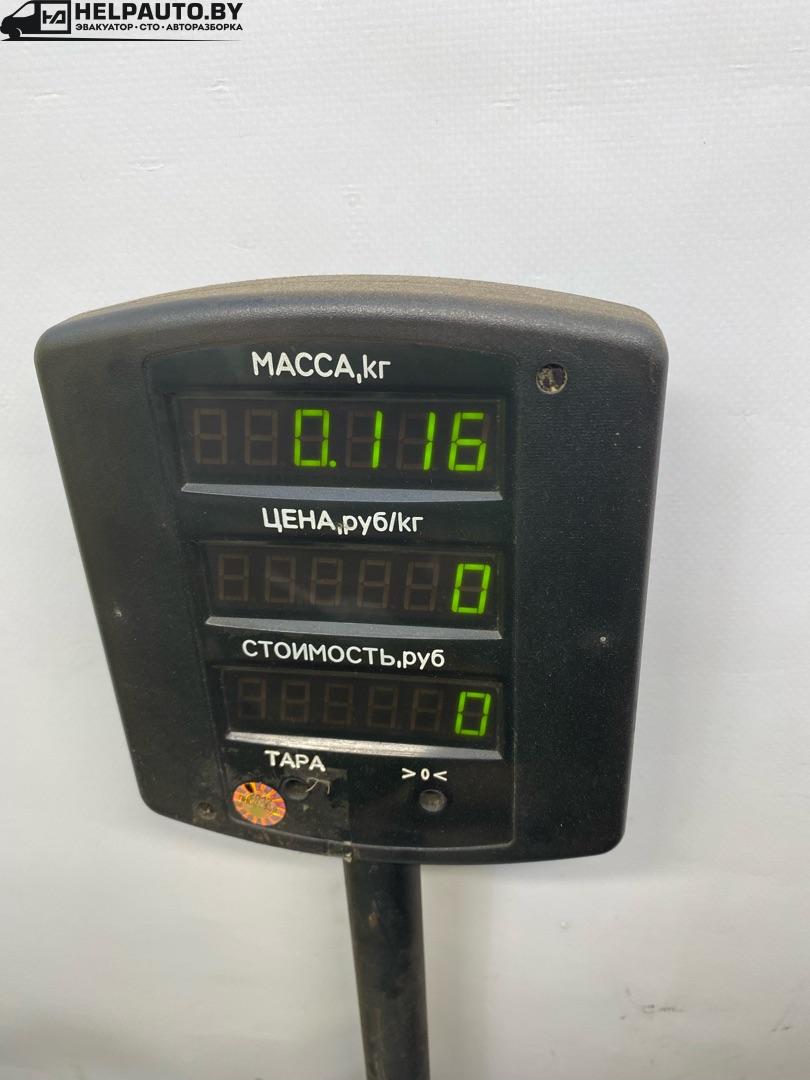 HELPAUTO.BY
ЭВАКУАТОР • СТО • АВТОРАЗБОРКА
МАССА,кг
0.116
ЦЕНА,руб/кг
0
СТОИМОСТЬ,руб
0
ТАРА >0<